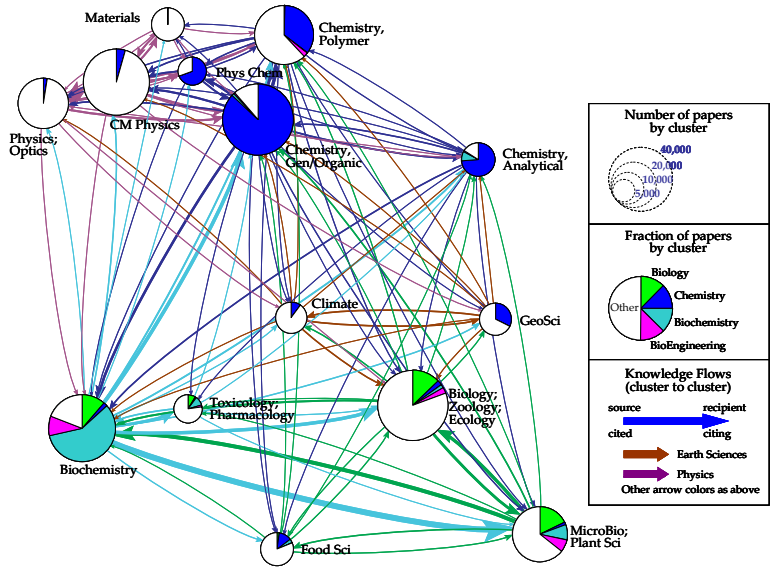 Materials
Chemistry,
Polymer
Phys Chem
CM Physics
Physics;
Optics
Chemistry,
Gen/Organic
Chemistry,
Analytical
Climate
GeoSci
Toxicology;
Pharmacology
Biology;
Zoology;
Ecology
Biochemistry
Food Sci
MicroBio;
Plant Sci
Number of papers
by cluster
40,000
20,000
10,000
5,000
Fraction of papers
by cluster
Biology
Other
Chemistry
Biochemistry
BioEngineering
Knowledge Flows
(cluster to cluster)
source recipient
cited citing
Earth Sciences
Physics
Other arrow colors as above